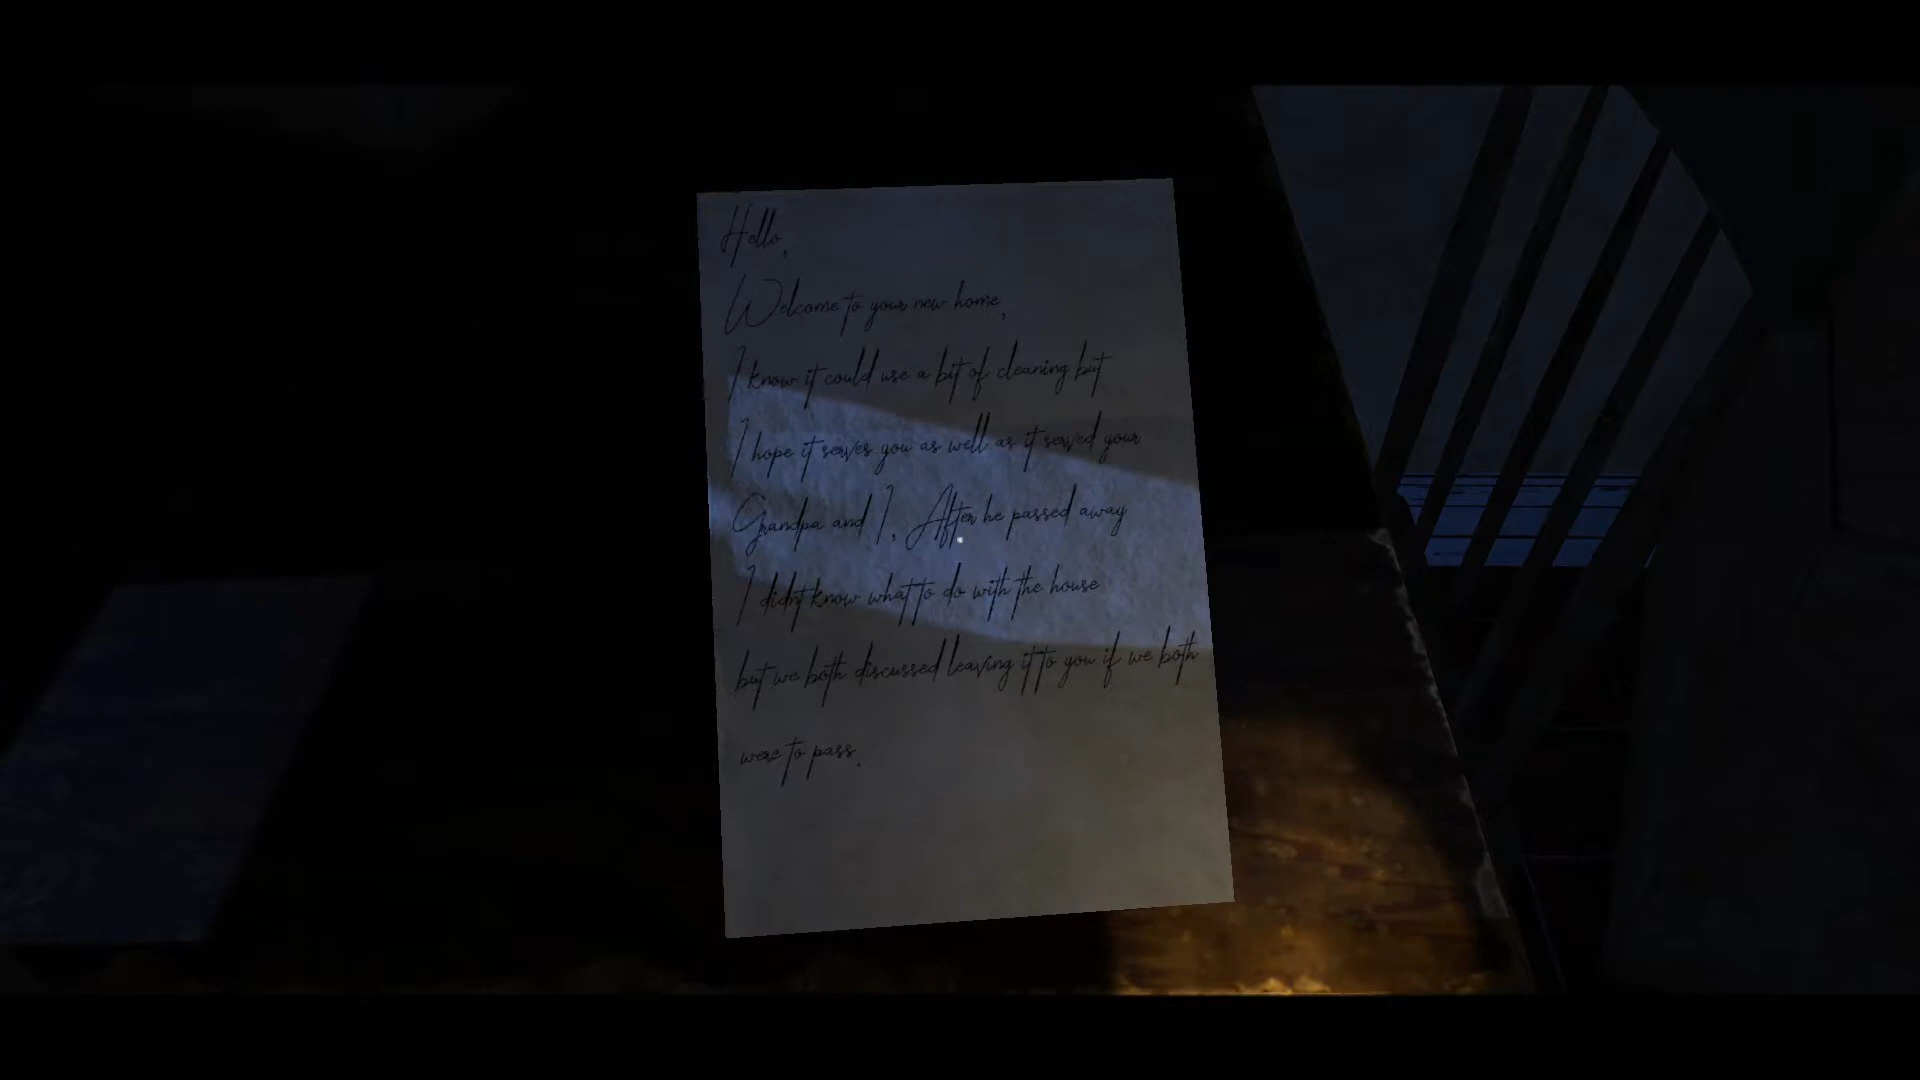 Hello,
Welcome to your new home,
I know it could use a bit of cleaning but
I hope it serves you as well as it served your
Grandpa and I, After he passed away
I didnt know what to do with the house
but we both discussed leaving it to you if we both
were to pass.